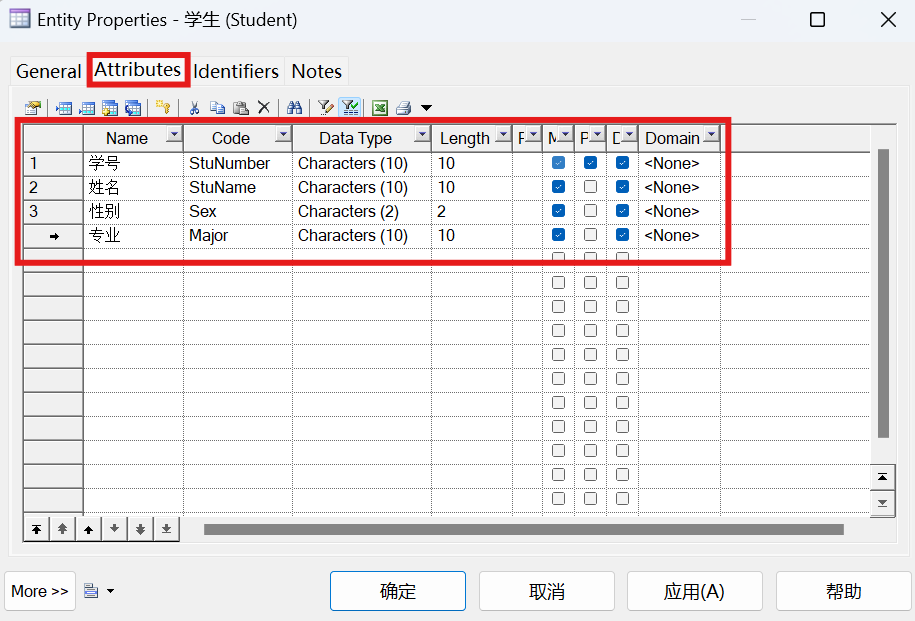 Entity Properties - 学生 (Student)
General Attributes Identifiers Notes
Name Code Data Type Length F M P D Domain
1 学号 StuNumber Characters (10) 10 <None>
2 姓名 StuName Characters (10) 10 <None>
3 性别 Sex Characters (2) 2 <None>
专业 Major Characters (10) 10 <None>
More >> 确定 取消 应用(A) 帮助